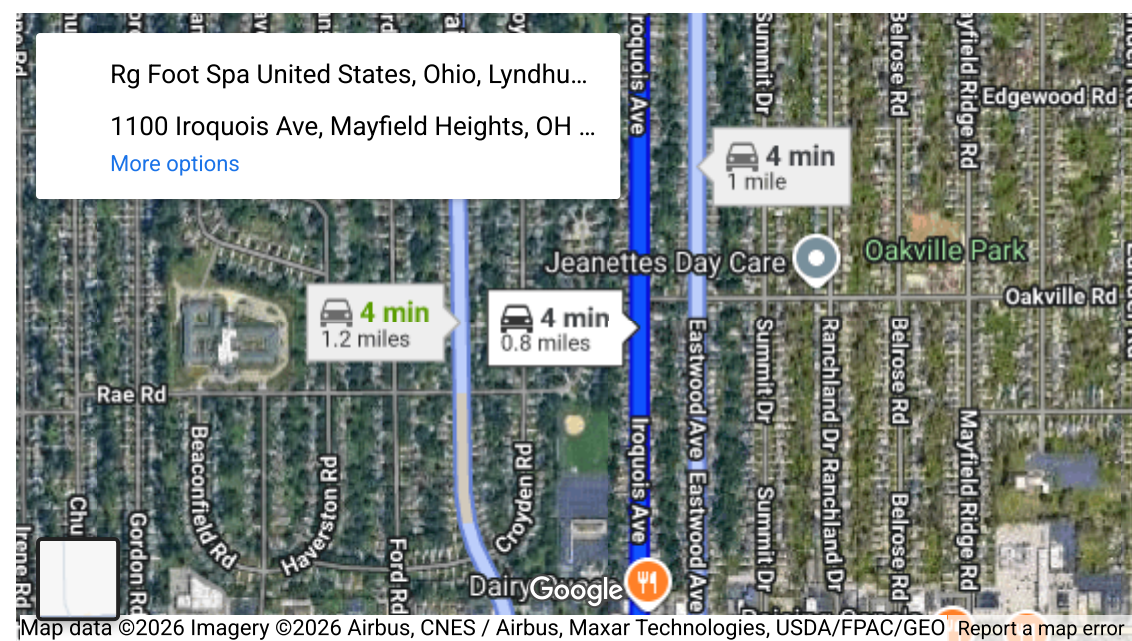 Rg Foot Spa United States, Ohio, Lyndhu...
1100 Iroquois Ave, Mayfield Heights, OH ...
More options
Iroquois Ave
Summit Dr
Belrose Rd
Mayfield Ridge Rd
Edgewood Rd
4 min
1 mile
Jeanettes Day Care
Oakville Park
Oakville Rd
4 min
1.2 miles
4 min
0.8 miles
Eastwood Ave
Summit Dr
Ranchland Dr
Belrose Rd
Rae Rd
Beaconfield Rd
Haverston Rd
Croyden Rd
Iroquois Ave
Mayfield Ridge Rd
Gordon Rd
Irene Rd
Ford Rd
Eastwood Ave
Summit Dr
Ranchland Dr
Belrose Rd
Dairy
Google
Map data ©2026 Imagery ©2026 Airbus, CNES / Airbus, Maxar Technologies, USDA/FPAC/GEO
Report a map error